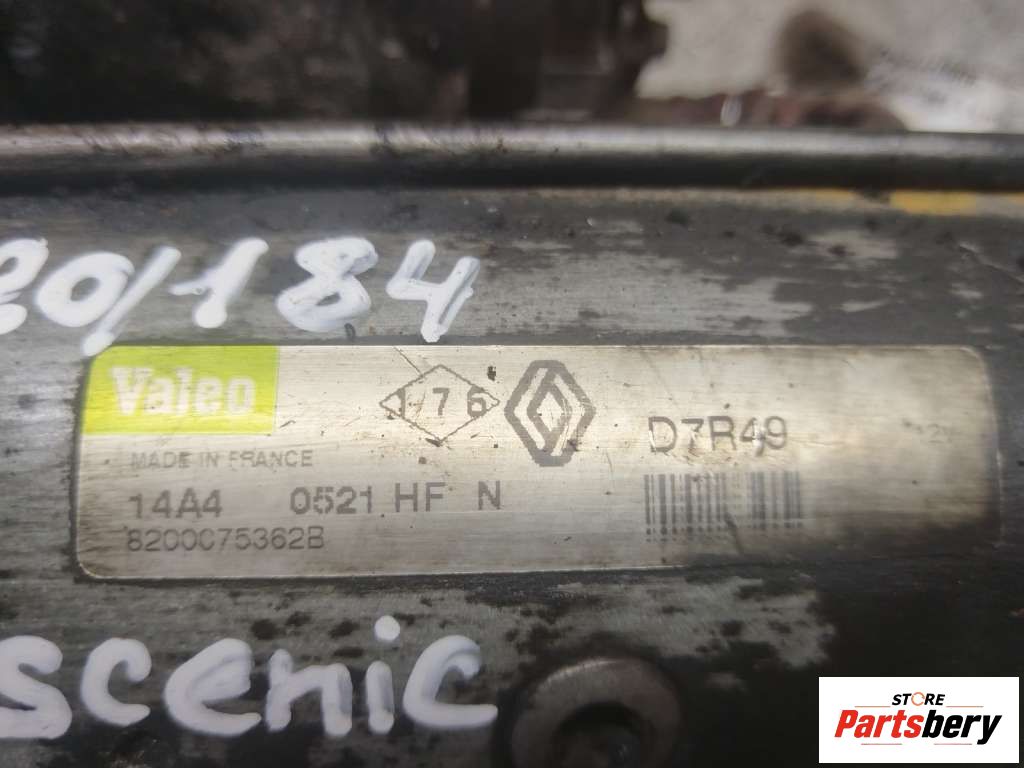 20/184
Valeo
176
D7R49
MADE IN FRANCE
14A4 0521 HF N
8200075362B
scenic
STORE
Partsbery